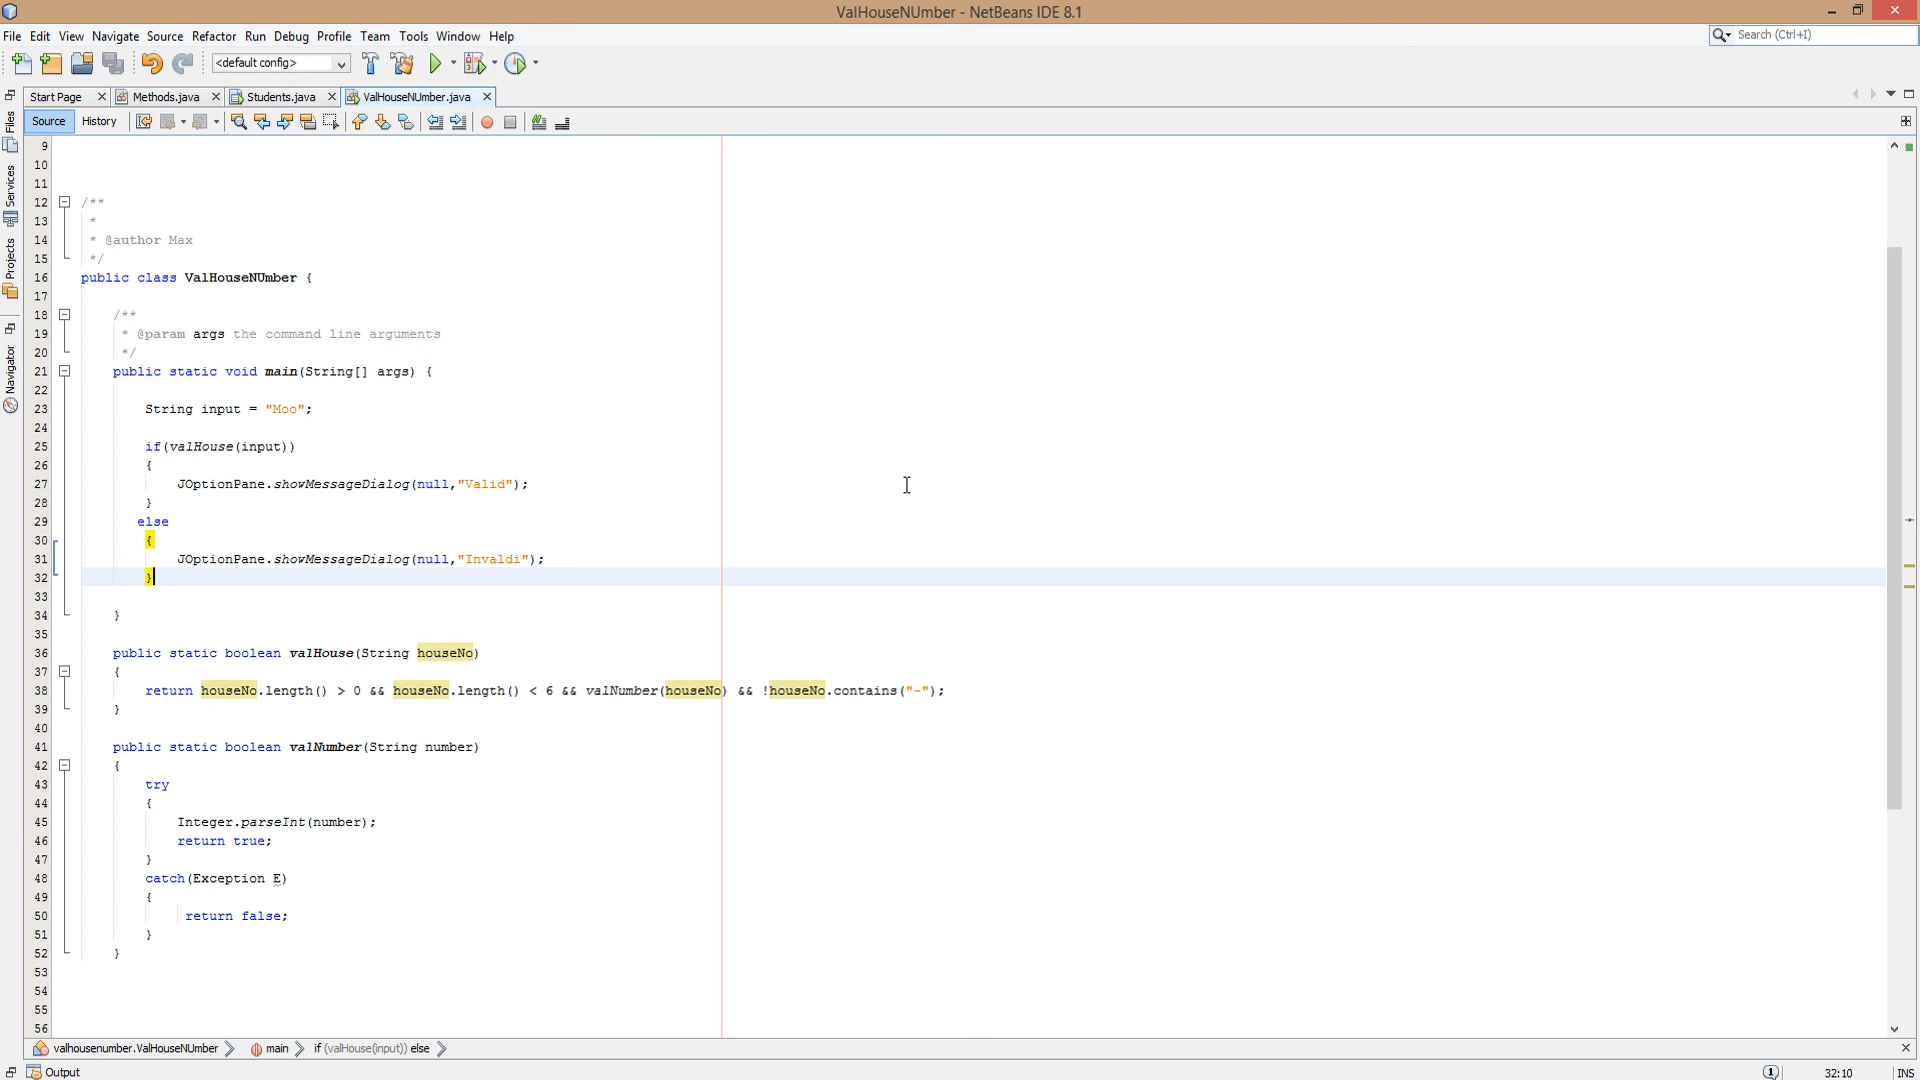 ValHouseNUmber - NetBeans IDE 8.1
File Edit View Navigate Source Refactor Run Debug Profile Team Tools Window Help
Search (Ctrl+I)
<default config>
Start Page Methods.java Students.java ValHouseNUmber.java
Source History
Files
Services
Projects
Navigator
9
10
11
12 /**
13 *
14 * @author Max
15 */
16 public class ValHouseNUmber {
17
18 /**
19 * @param args the command line arguments
20 */
21 public static void main(String[] args) {
22
23 String input = "Moo";
24
25 if(valHouse(input))
26 {
27 JOptionPane.showMessageDialog(null,"Valid");
28 }
29 else
30 {
31 JOptionPane.showMessageDialog(null,"Invaldi");
32 }
33
34 }
35
36 public static boolean valHouse(String houseNo)
37 {
38 return houseNo.length() > 0 && houseNo.length() < 6 && valNumber(houseNo) && !houseNo.contains("-");
39 }
40
41 public static boolean valNumber(String number)
42 {
43 try
44 {
45 Integer.parseInt(number);
46 return true;
47 }
48 catch(Exception E)
49 {
50 return false;
51 }
52 }
53
54
55
56
valhousenumber.ValHouseNUmber main if (valHouse(input)) else
Output
1
32:10 INS